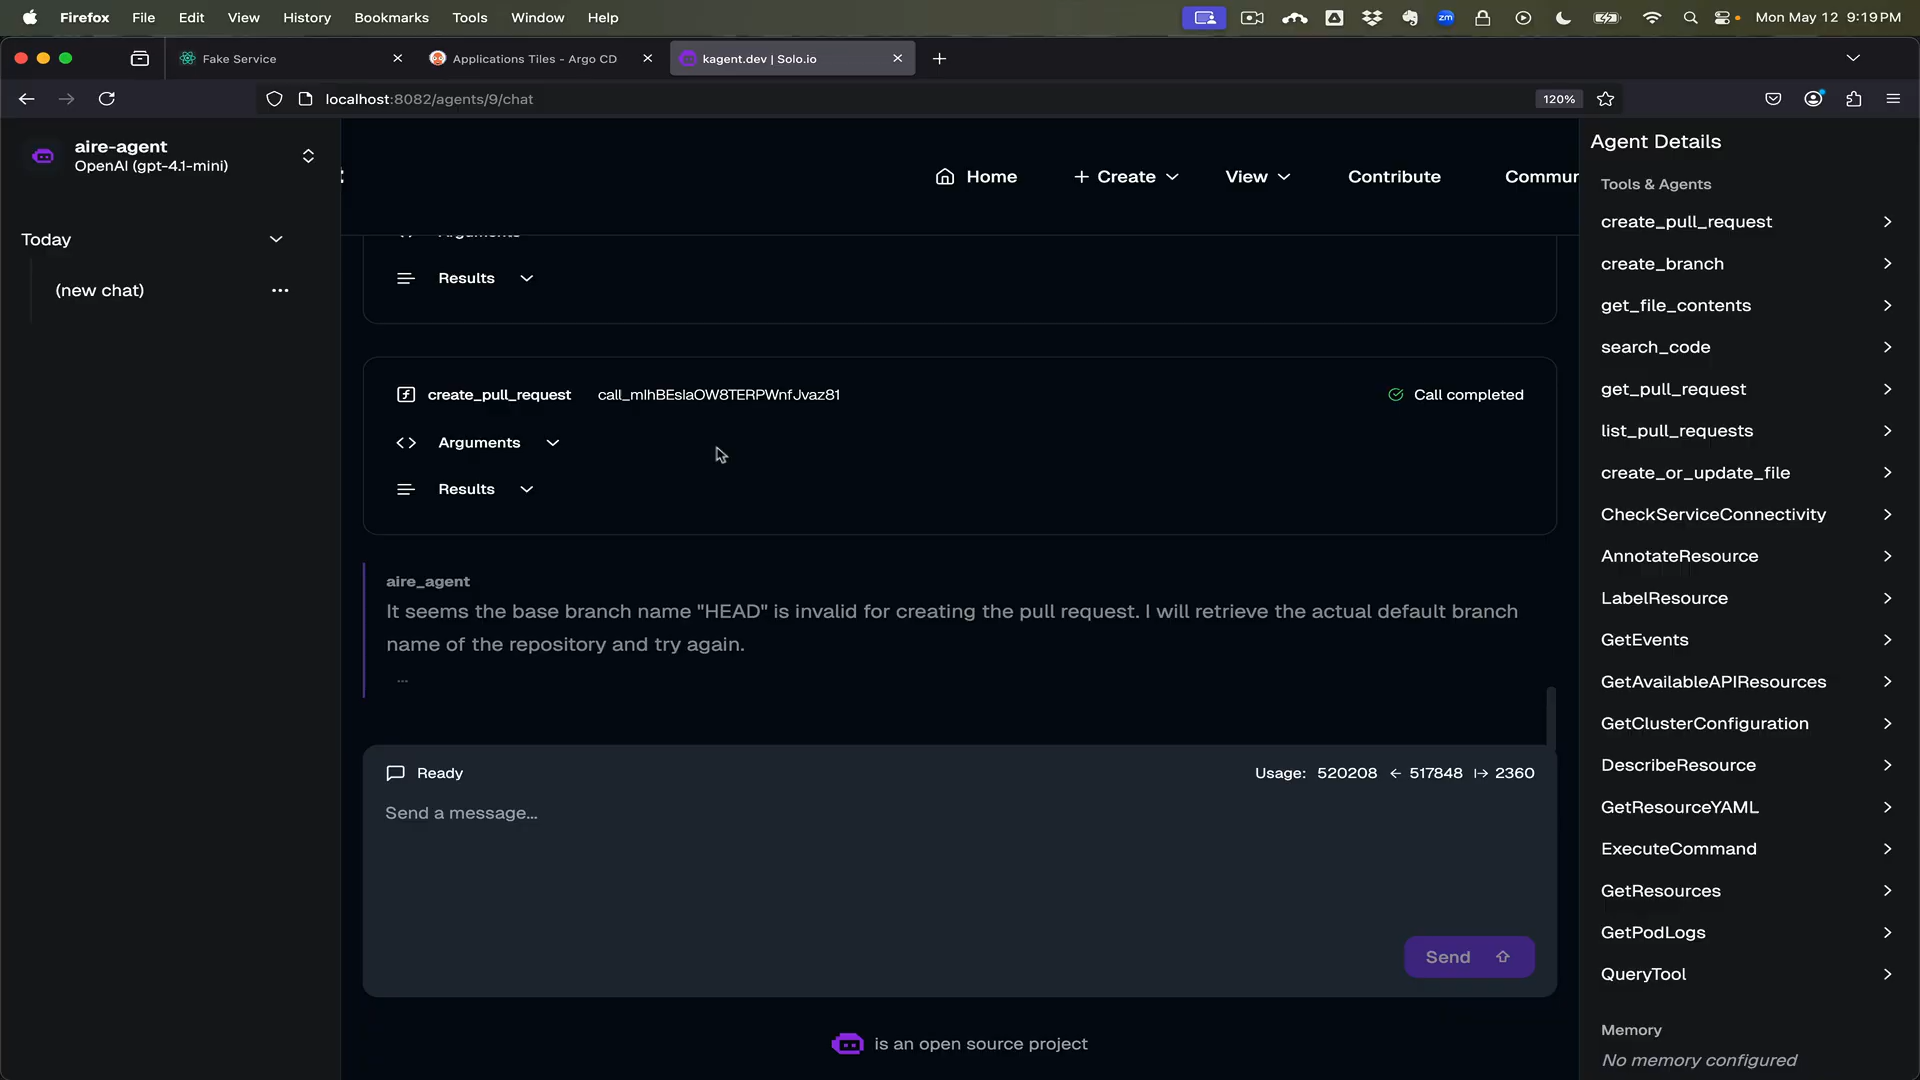 Firefox File Edit View History Bookmarks Tools Window Help zm Mon May 12 9:19 PM
Fake Service Applications Tiles - Argo CD kagent.dev | Solo.io
localhost:8082/agents/9/chat 120%
aire-agent
OpenAI (gpt-4.1-mini)
Today
(new chat)
Home Create View Contribute Commun
Arguments
Results
create_pull_request call_mIhBEsIaOW8TERPWnfJvaz81 Call completed
Arguments
Results
aire_agent
It seems the base branch name "HEAD" is invalid for creating the pull request. I will retrieve the actual default branch
name of the repository and try again.
...
Ready Usage: 520208 517848 2360
Send a message...
Send
is an open source project
Agent Details
Tools & Agents
create_pull_request
create_branch
get_file_contents
search_code
get_pull_request
list_pull_requests
create_or_update_file
CheckServiceConnectivity
AnnotateResource
LabelResource
GetEvents
GetAvailableAPIResources
GetClusterConfiguration
DescribeResource
GetResourceYAML
ExecuteCommand
GetResources
GetPodLogs
QueryTool
Memory
No memory configured